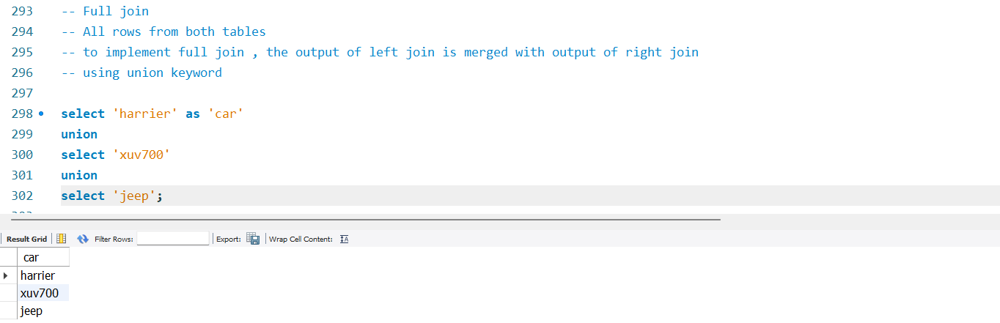 293 -- Full join
294 -- All rows from both tables
295 -- to implement full join , the output of left join is merged with output of right join
296 -- using union keyword
297
298 select 'harrier' as 'car'
299 union
300 select 'xuv700'
301 union
302 select 'jeep';
Result Grid Filter Rows: Export: Wrap Cell Content:
car
harrier
xuv700
jeep